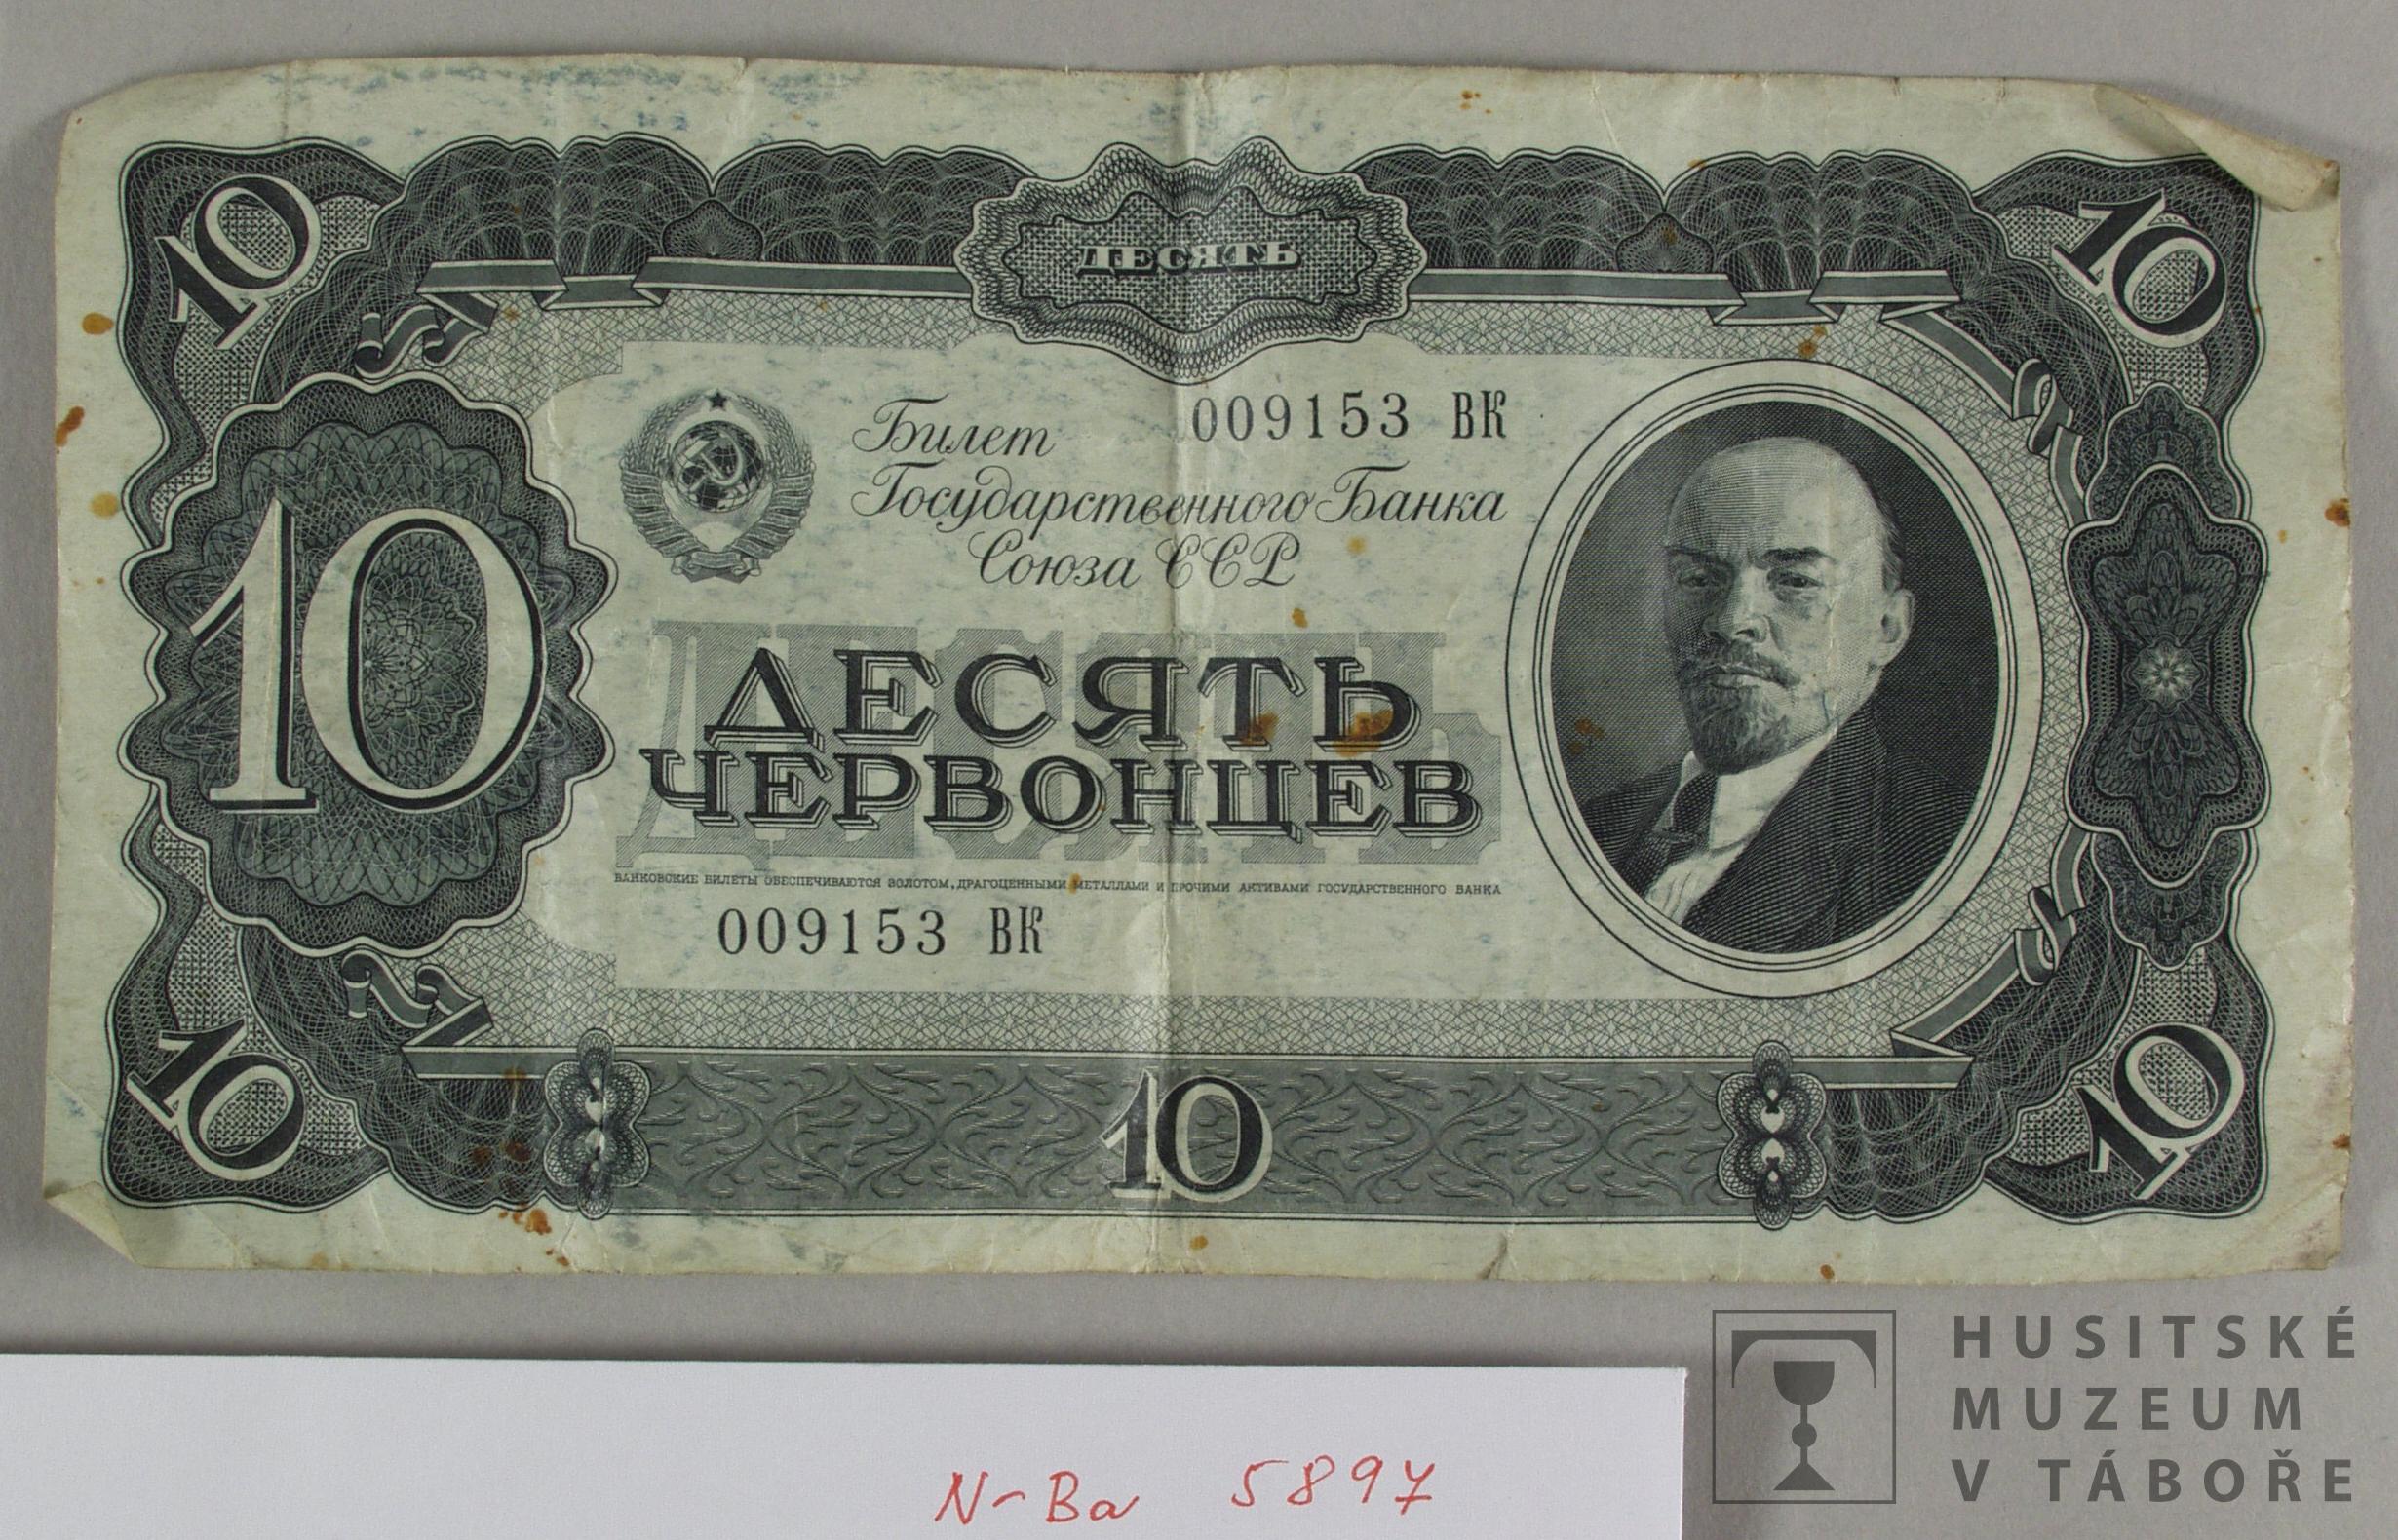 10
ДЕСЯТЬ
10
Билет 009153 ВК
Государственного Банка
Союза ССР
10
ДЕСЯТЬ
ЧЕРВОНЦЕВ
БАНКОВСКИЕ БИЛЕТЫ ОБЕСПЕЧИВАЮТСЯ ЗОЛОТОМ, ДРАГОЦЕННЫМИ МЕТАЛЛАМИ И ПРОЧИМИ АКТИВАМИ ГОСУДАРСТВЕННОГО БАНКА
009153 ВК
10
10
10
HUSITSKÉ
MUZEUM
V TÁBOŘE
N-Ba 5897